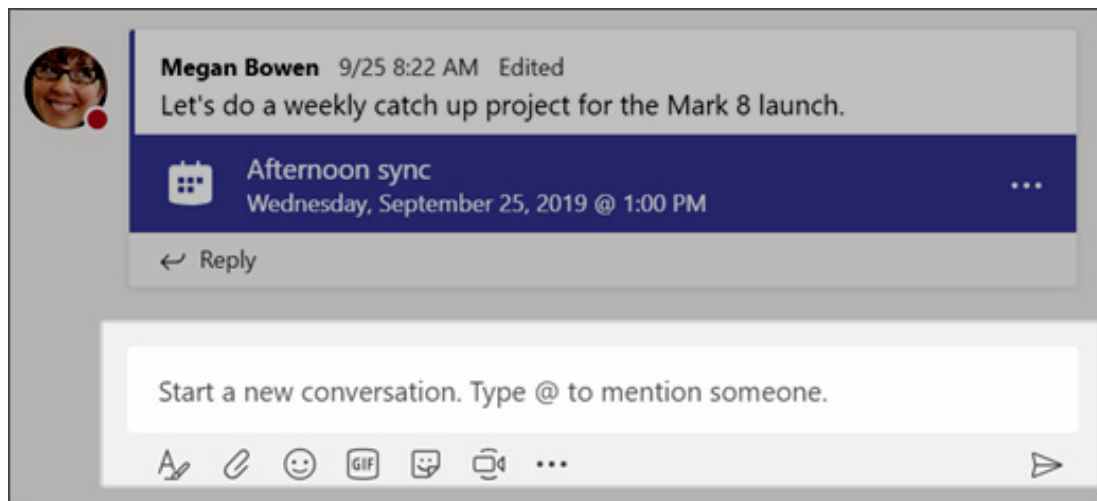 Megan Bowen 9/25 8:22 AM Edited
Let's do a weekly catch up project for the Mark 8 launch.
Afternoon sync
Wednesday, September 25, 2019 @ 1:00 PM
Reply
Start a new conversation. Type @ to mention someone.
GIF